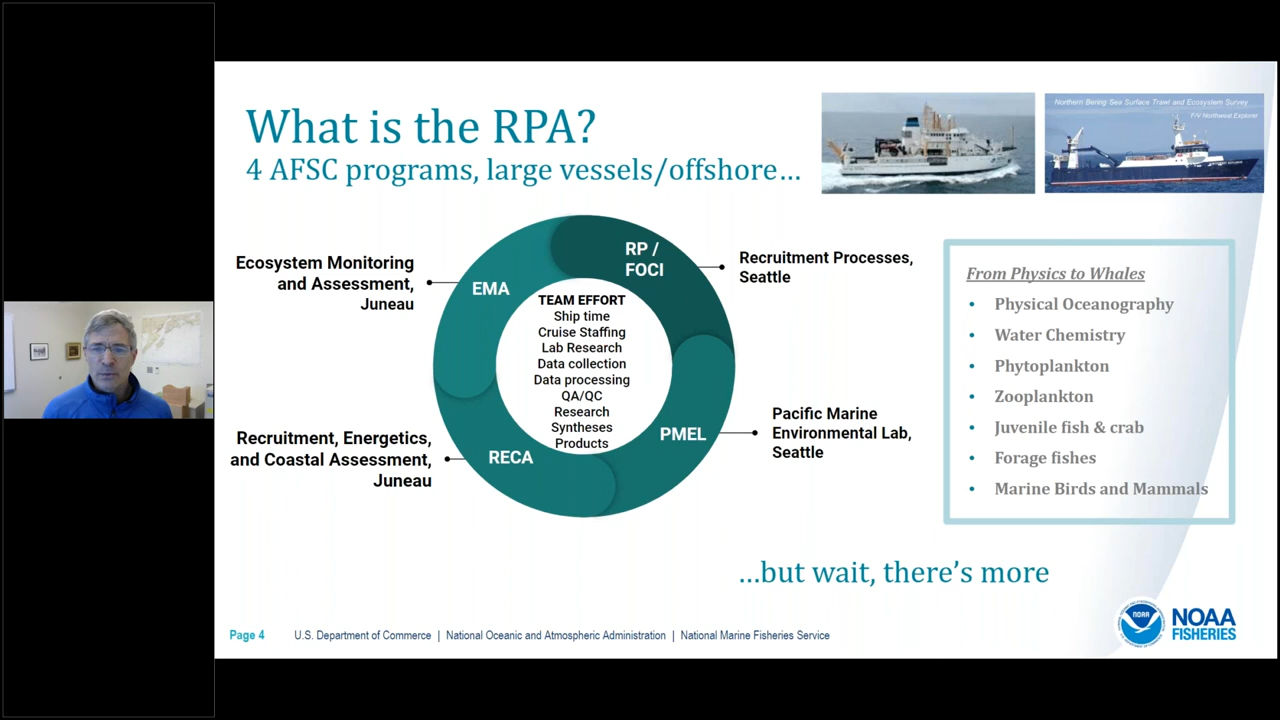 What is the RPA?
4 AFSC programs, large vessels/offshore…
Northern Bering Sea Surface Trawl and Ecosystem Survey
F/V Northwest Explorer
Ecosystem Monitoring
and Assessment,
Juneau
EMA
RP /
FOCI
Recruitment Processes,
Seattle
TEAM EFFORT
Ship time
Cruise Staffing
Lab Research
Data collection
Data processing
QA/QC
Research
Syntheses
Products
Recruitment, Energetics,
and Coastal Assessment,
Juneau
RECA
PMEL
Pacific Marine
Environmental Lab,
Seattle
From Physics to Whales
• Physical Oceanography
• Water Chemistry
• Phytoplankton
• Zooplankton
• Juvenile fish & crab
• Forage fishes
• Marine Birds and Mammals
…but wait, there’s more
Page 4 U.S. Department of Commerce | National Oceanic and Atmospheric Administration | National Marine Fisheries Service
NOAA
NOAA
FISHERIES